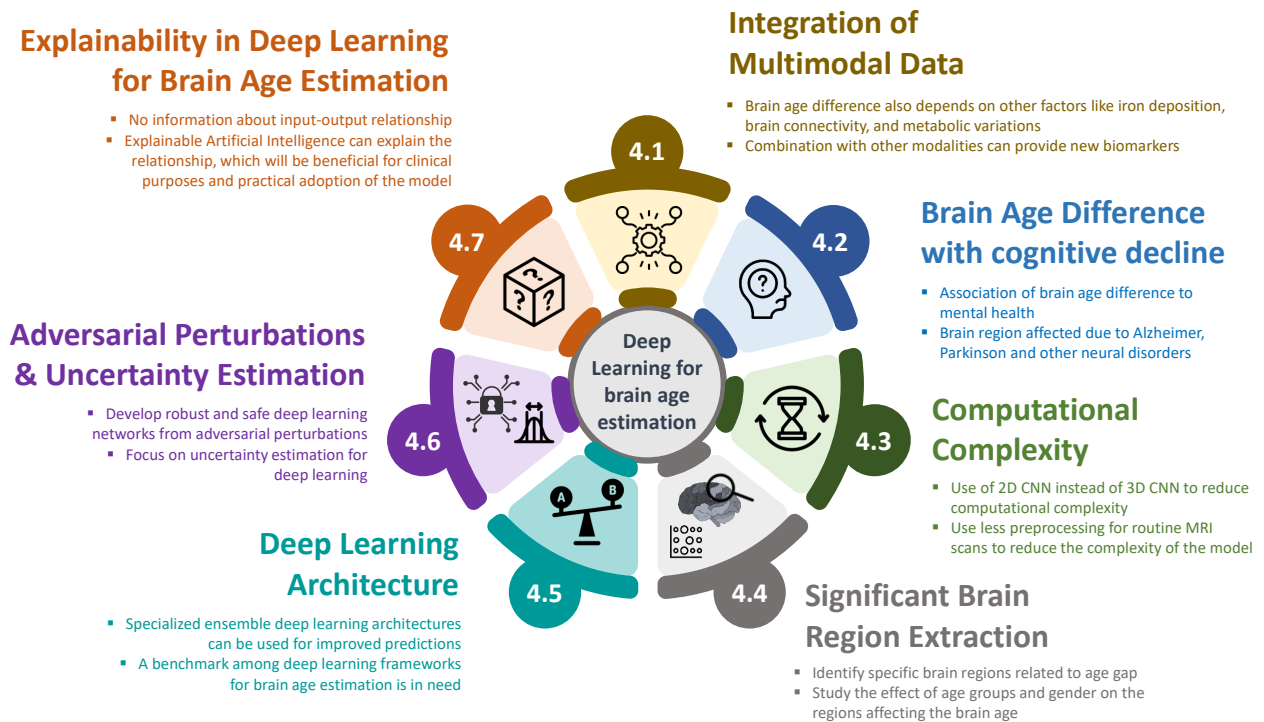 Explainability in Deep Learning
for Brain Age Estimation
▪ No information about input-output relationship
▪ Explainable Artificial Intelligence can explain the
relationship, which will be beneficial for clinical
purposes and practical adoption of the model
Integration of
Multimodal Data
▪ Brain age difference also depends on other factors like iron deposition,
brain connectivity, and metabolic variations
▪ Combination with other modalities can provide new biomarkers
4.1
4.2
4.3
4.4
4.5
4.6
4.7
Deep
Learning for
brain age
estimation
? ? ?
?
A B
Brain Age Difference
with cognitive decline
▪ Association of brain age difference to
mental health
▪ Brain region affected due to Alzheimer,
Parkinson and other neural disorders
Computational
Complexity
▪ Use of 2D CNN instead of 3D CNN to reduce
computational complexity
▪ Use less preprocessing for routine MRI
scans to reduce the complexity of the model
Significant Brain
Region Extraction
▪ Identify specific brain regions related to age gap
▪ Study the effect of age groups and gender on the
regions affecting the brain age
Deep Learning
Architecture
▪ Specialized ensemble deep learning architectures
can be used for improved predictions
▪ A benchmark among deep learning frameworks
for brain age estimation is in need
Adversarial Perturbations
& Uncertainty Estimation
▪ Develop robust and safe deep learning
networks from adversarial perturbations
▪ Focus on uncertainty estimation for
deep learning